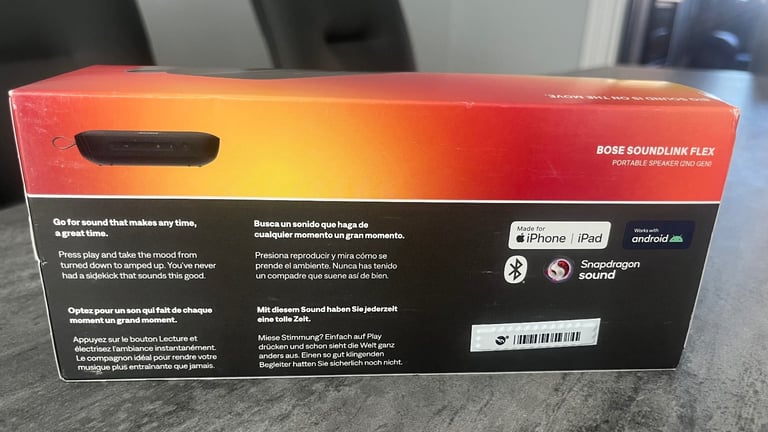 BIG SOUND IS ON THE MOVE.
BOSE SOUNDLINK FLEX
PORTABLE SPEAKER (2ND GEN)
Go for sound that makes any time,
a great time.
Press play and take the mood from
turned down to amped up. You've never
had a sidekick that sounds this good.
Busca un sonido que haga de
cualquier momento un gran momento.
Presiona reproducir y mira cómo se
prende el ambiente. Nunca has tenido
un compadre que suene así de bien.
Made for
iPhone | iPad
Works with
android
Snapdragon
sound
Optez pour un son qui fait de chaque
moment un grand moment.
Appuyez sur le bouton Lecture et
électrisez l'ambiance instantanément.
Le compagnon idéal pour rendre votre
musique plus entraînante que jamais.
Mit diesem Sound haben Sie jederzeit
eine tolle Zeit.
Miese Stimmung? Einfach auf Play
drücken und schon sieht die Welt ganz
anders aus. Einen so gut klingenden
Begleiter hatten Sie sicherlich noch nicht.